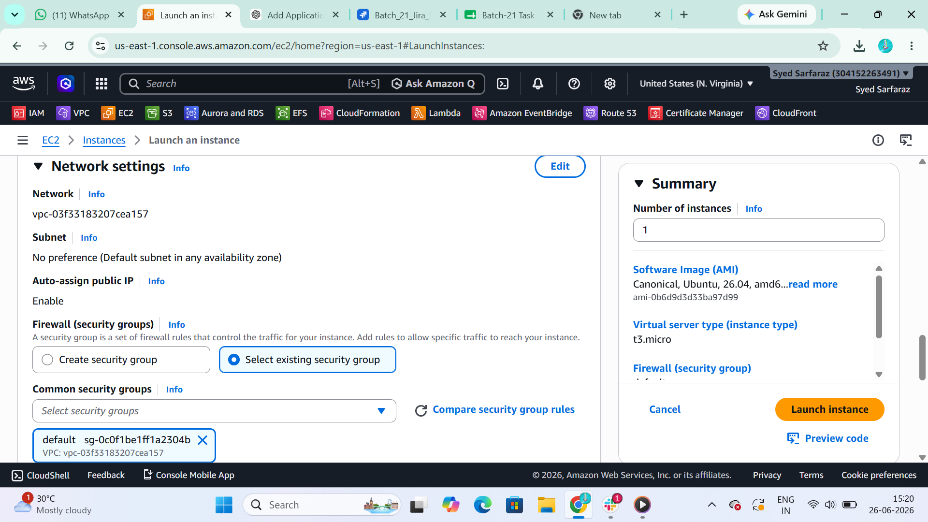 (11) WhatsApp
Launch an inst
Add Applicatic
Batch_21_Jira_
Batch-21 Task
New tab
Ask Gemini
us-east-1.console.aws.amazon.com/ec2/home?region=us-east-1#LaunchInstances:
aws
Search
[Alt+S]
Ask Amazon Q
United States (N. Virginia)
Syed Sarfaraz (304152263491)
Syed Sarfaraz
IAM
VPC
EC2
S3
Aurora and RDS
EFS
CloudFormation
Lambda
Amazon EventBridge
Route 53
Certificate Manager
CloudFront
EC2
Instances
Launch an instance
Network settings Info
Edit
Network Info
vpc-03f33183207cea157
Subnet Info
No preference (Default subnet in any availability zone)
Auto-assign public IP Info
Enable
Firewall (security groups) Info
A security group is a set of firewall rules that control the traffic for your instance. Add rules to allow specific traffic to reach your instance.
Create security group
Select existing security group
Common security groups Info
Select security groups
Compare security group rules
default sg-0c0f1be1ff1a2304b
VPC: vpc-03f33183207cea157
Summary
Number of instances Info
1
Software Image (AMI)
Canonical, Ubuntu, 26.04, amd6...read more
ami-0b6d9d3d33ba97d99
Virtual server type (instance type)
t3.micro
Firewall (security group)
Cancel
Launch instance
Preview code
CloudShell
Feedback
Console Mobile App
© 2026, Amazon Web Services, Inc. or its affiliates.
Privacy
Terms
Cookie preferences
1
30°C
Mostly cloudy
Search
1
ENG
IN
15:20
26-06-2026